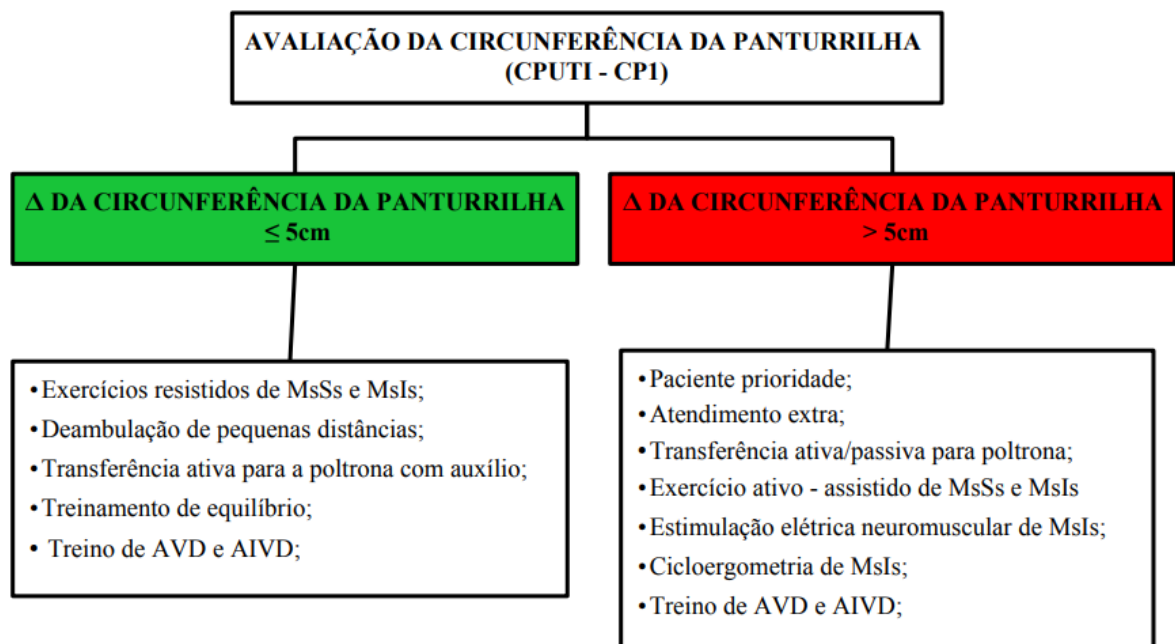 AVALIAÇÃO DA CIRCUNFERÊNCIA DA PANTURRILHA
(CPUTI - CP1)
Δ DA CIRCUNFERÊNCIA DA PANTURRILHA
≤ 5cm
Δ DA CIRCUNFERÊNCIA DA PANTURRILHA
> 5cm
•Exercícios resistidos de MsSs e MsIs;
•Deambulação de pequenas distâncias;
•Transferência ativa para a poltrona com auxílio;
•Treinamento de equilíbrio;
• Treino de AVD e AIVD;
•Paciente prioridade;
•Atendimento extra;
•Transferência ativa/passiva para poltrona;
•Exercício ativo - assistido de MsSs e MsIs
•Estimulação elétrica neuromuscular de MsIs;
•Cicloergometria de MsIs;
•Treino de AVD e AIVD;